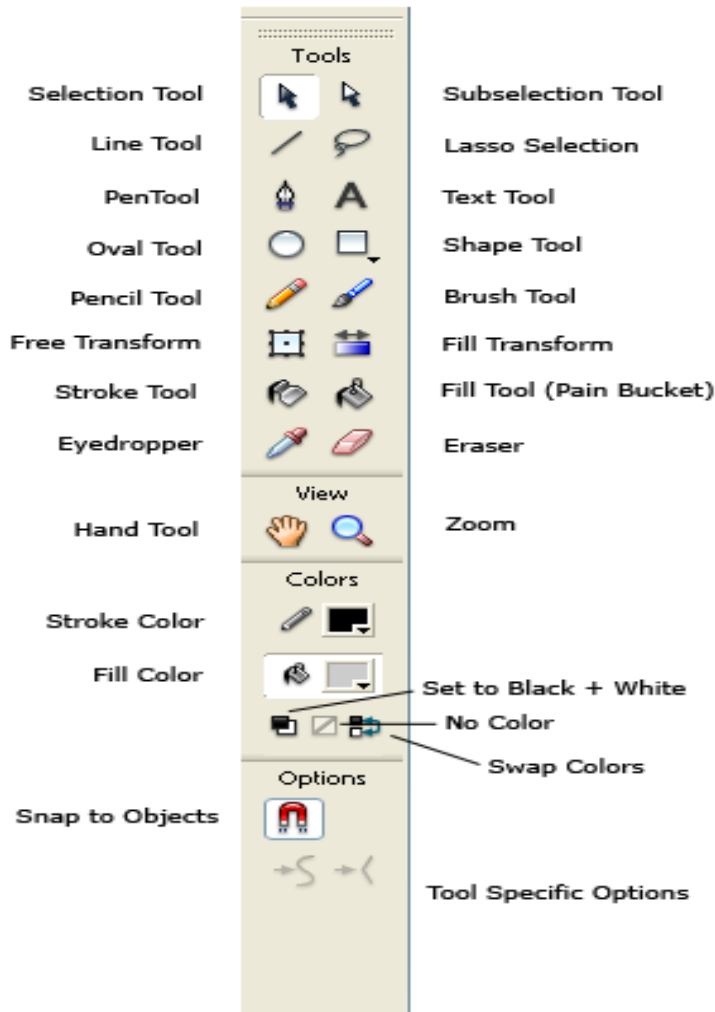 Tools
Selection Tool
Subselection Tool
Line Tool
Lasso Selection
PenTool
A
Text Tool
Oval Tool
Shape Tool
Pencil Tool
Brush Tool
Free Transform
Fill Transform
Stroke Tool
Fill Tool (Pain Bucket)
Eyedropper
Eraser
View
Hand Tool
Zoom
Colors
Stroke Color
Fill Color
Set to Black + White
No Color
Swap Colors
Options
Snap to Objects
Tool Specific Options